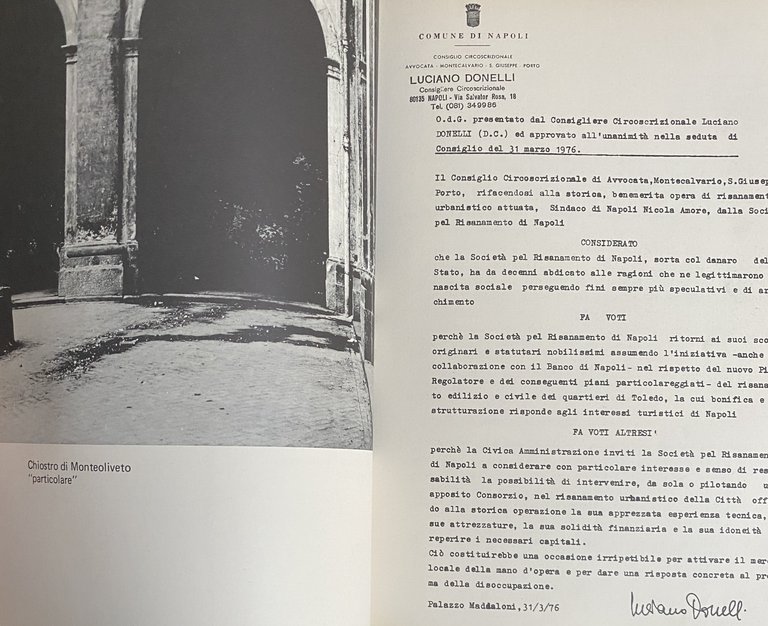 Chiostro di Monteoliveto
"particolare"
COMUNE DI NAPOLI
CONSIGLIO CIRCOSCRIZIONALE
AVVOCATA - MONTECALVARIO - S. GIUSEPPE - PORTO
LUCIANO DONELLI
Consigliere Circoscrizionale
80135 NAPOLI - Via Salvator Rosa, 18
Tel. (081) 349986
O.d.G. presentato dal Consigliere Circoscrizionale Luciano
DONELLI (D.C.) ed approvato all'unanimità nella seduta di
Consiglio del 31 marzo 1976.
Il Consiglio Circoscrizionale di Avvocata,Montecalvario,S.Giusep
Porto, rifacendosi alla storica, benemerita opera di risanament
urbanistico attuata, Sindaco di Napoli Nicola Amore, dalla Soci
pel Risanamento di Napoli
CONSIDERATO
che la Società pel Risanamento di Napoli, sorta col danaro del
Stato, ha da decenni abdicato alle ragioni che ne legittimarono
nascita sociale perseguendo fini sempre più speculativi e di ar
chimento
FA VOTI
perchè la Società pel Risanamento di Napoli ritorni ai suoi sco
originari e statutari nobilissimi assumendo l'iniziativa -anche
collaborazione con il Banco di Napoli- nel rispetto del nuovo Pi
Regolatore e dei conseguenti piani particolareggiati- del risana
to edilizio e civile dei quartieri di Toledo, la cui bonifica e
strutturazione risponde agli interessi turistici di Napoli
FA VOTI ALTRESI'
perchè la Civica Amministrazione inviti la Società pel Risanamen
di Napoli a considerare con particolare interesse e senso di res
sabilità la possibilità di intervenire, da sola o pilotando u
apposito Consorzio, nel risanamento urbanistico della Città off
do alla storica operazione la sua apprezzata esperienza tecnica,
sue attrezzature, la sua solidità finanziaria e la sua idoneità
reperire i necessari capitali.
Ciò costituirebbe una occasione irripetibile per attivare il merc
locale della mano d'opera e per dare una risposta concreta al pro
ma della disoccupazione.
Palazzo Maddaloni, 31/3/76
Luciano Donelli